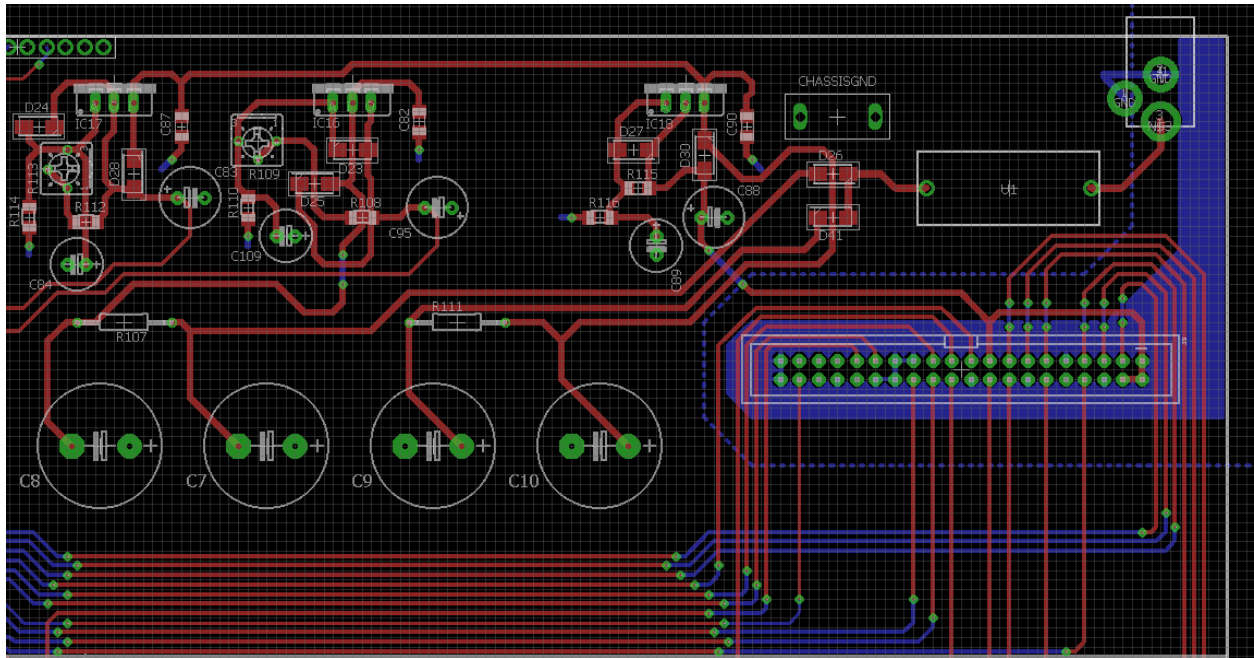 D24
IC17
C87
D28
R113
R114
R112
C84
C83
R109
R110
C109
IC16
C82
D23
D25
R108
C95
IC18
D27
D30
C90
R115
R116
C88
C89
CHASSISGND
D26
D41
U1
GND
GND
R107
R111
C8
C7
C9
C10